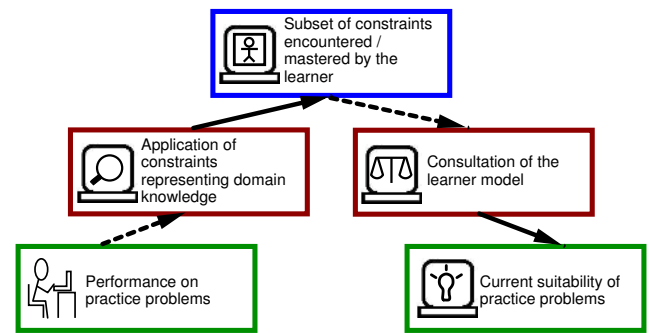 Subset of constraints
encountered /
mastered by the
learner
Application of
constraints
representing domain
knowledge
Consultation of the
learner model
Performance on
practice problems
Current suitability of
practice problems